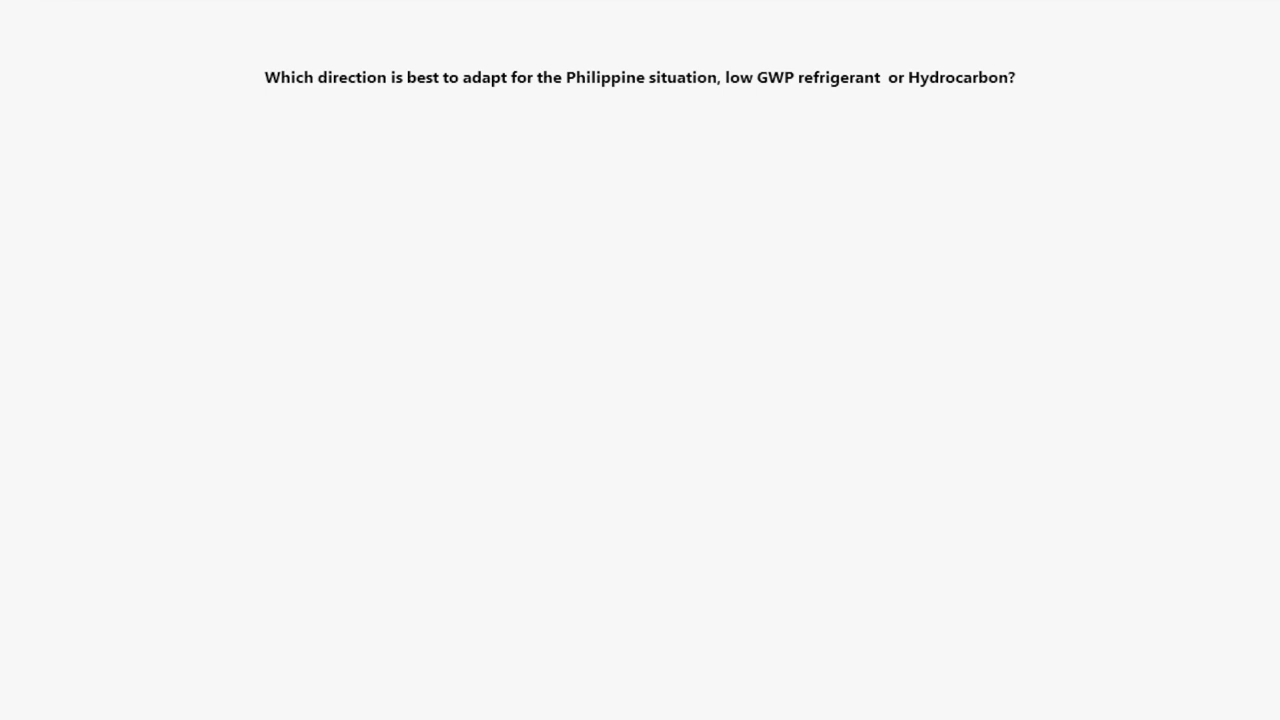 Which direction is best to adapt for the Philippine situation, low GWP refrigerant  or Hydrocarbon?